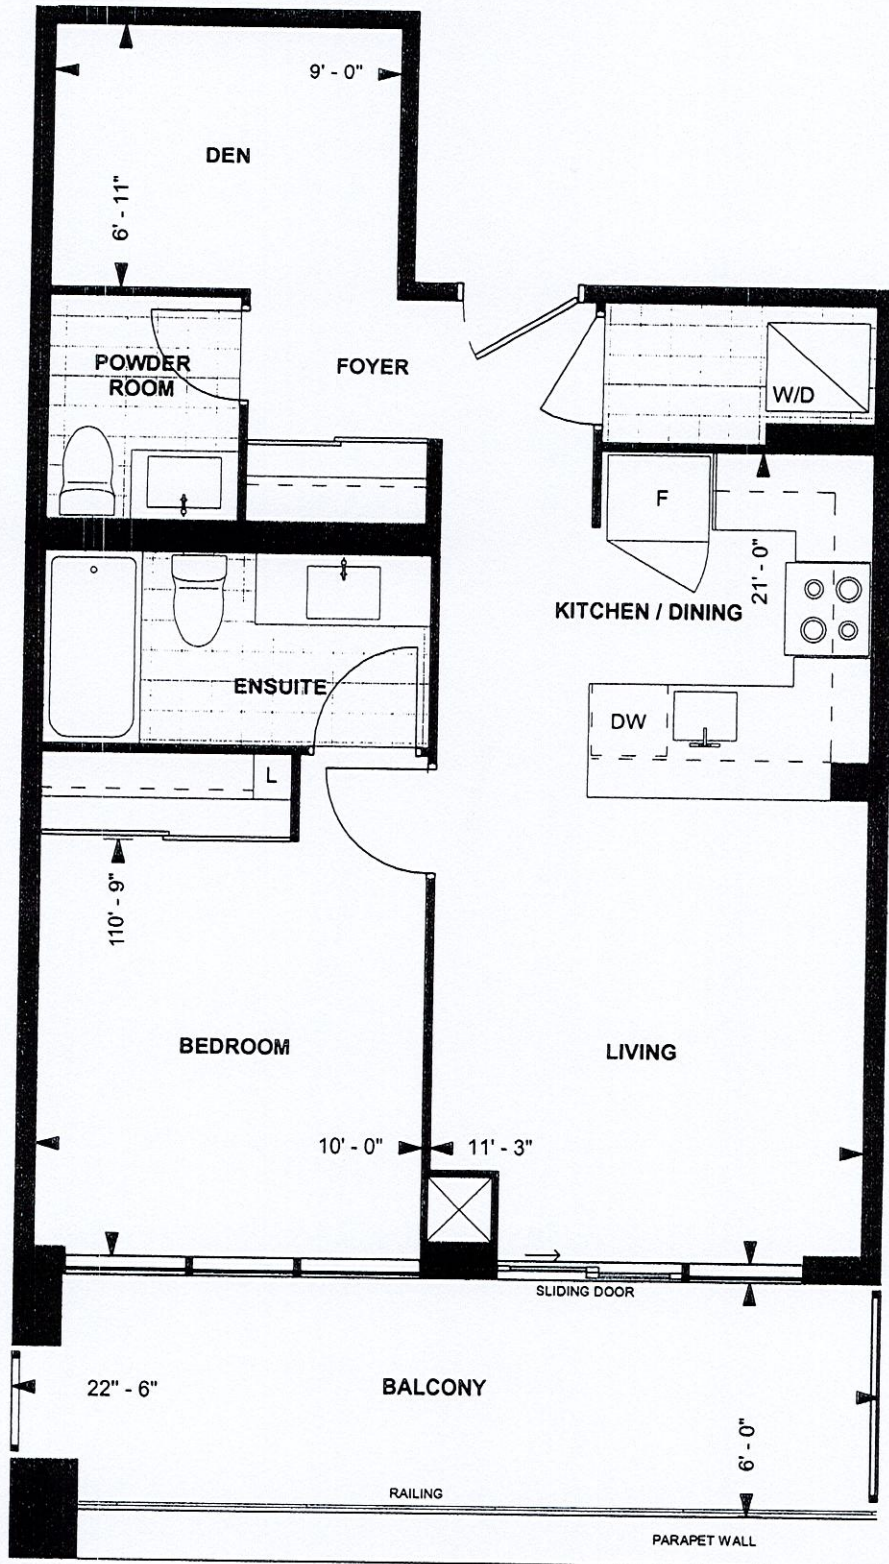 9' - 0"
DEN
6' - 11"
POWDER
ROOM
FOYER
W/D
F
21' - 0"
KITCHEN / DINING
ENSUITE
DW
L
110' - 9"
BEDROOM
LIVING
10' - 0"
11' - 3"
SLIDING DOOR
22" - 6"
BALCONY
6' - 0"
RAILING
PARAPET WALL